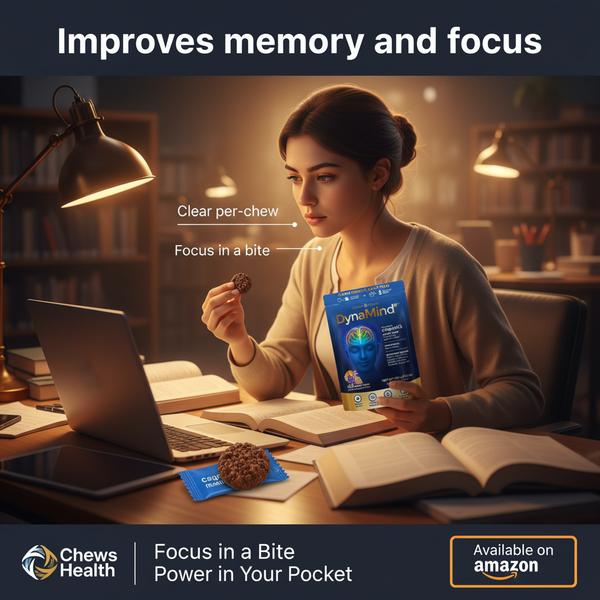 Improves memory and focus
Clear per-chew
Focus in a bite
DynaMind
Chews
Health
Focus in a Bite
Power in Your Pocket
Available on
amazon